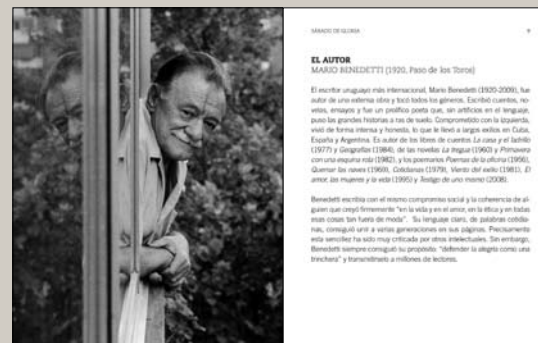 SÁBADO DE GLORIA
9
EL AUTOR
MARIO BENEDETTI (1920, Paso de los Toros)
El escritor uruguayo más internacional, Mario Benedetti (1920-2009), fue
autor de una extensa obra y tocó todos los géneros. Escribió cuentos, no-
velas, ensayos y fue un prolífico poeta que, sin artificios en el lenguaje,
puso las grandes historias a ras de suelo. Comprometido con la izquierda,
vivió de forma intensa y honesta, lo que le llevó a largos exilios en Cuba,
España y Argentina. Es autor de los libros de cuentos La casa y el ladrillo
(1977) y Geografías (1984), de las novelas La tregua (1960) y Primavera
con una esquina rota (1982), y los poemarios Poemas de la oficina (1956),
Quemar las naves (1969), Cotidianas (1979), Viento del exilio (1981), El
amor, las mujeres y la vida (1995) y Testigo de uno mismo (2008).
Benedetti escribía con el mismo compromiso social y la coherencia de al-
guien que creyó firmemente "en la vida y en el amor, en la ética y en todas
esas cosas tan fuera de moda". Su lenguaje claro, de palabras cotidia-
nas, consiguió unir a varias generaciones en sus páginas. Precisamente
esta sencillez ha sido muy criticada por otros intelectuales. Sin embargo,
Benedetti siempre consiguió su propósito: "defender la alegría como una
trinchera" y transmitírselo a millones de lectores.